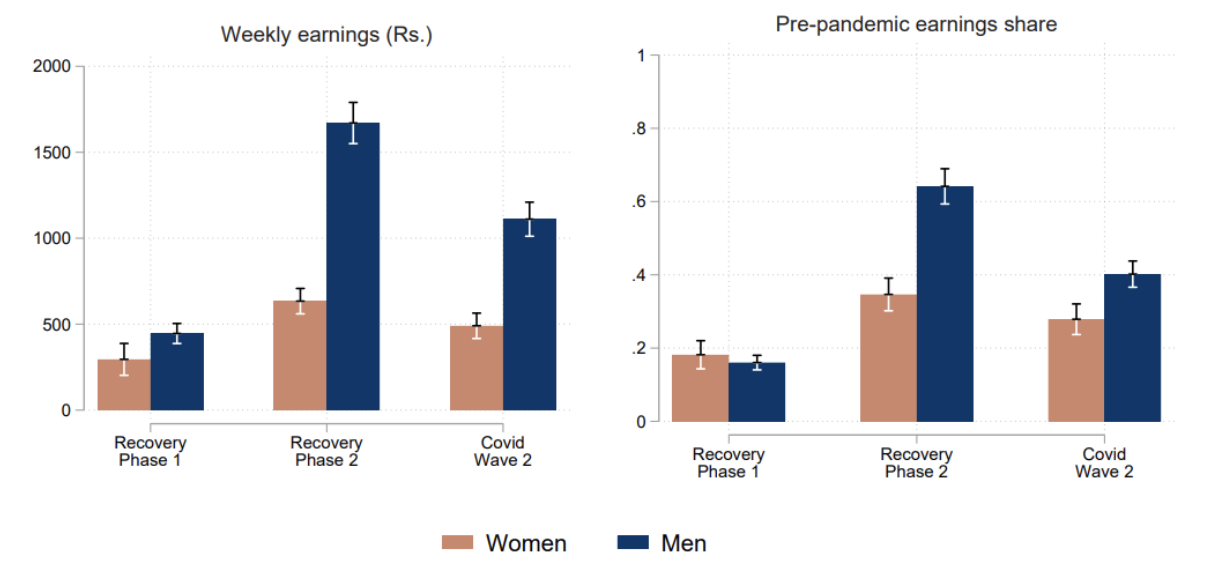 Weekly earnings (Rs.)
2000
1500
1000
500
0
Recovery
Phase 1
Recovery
Phase 2
Covid
Wave 2
Pre-pandemic earnings share
1
.8
.6
.4
.2
0
Recovery
Phase 1
Recovery
Phase 2
Covid
Wave 2
Women
Men